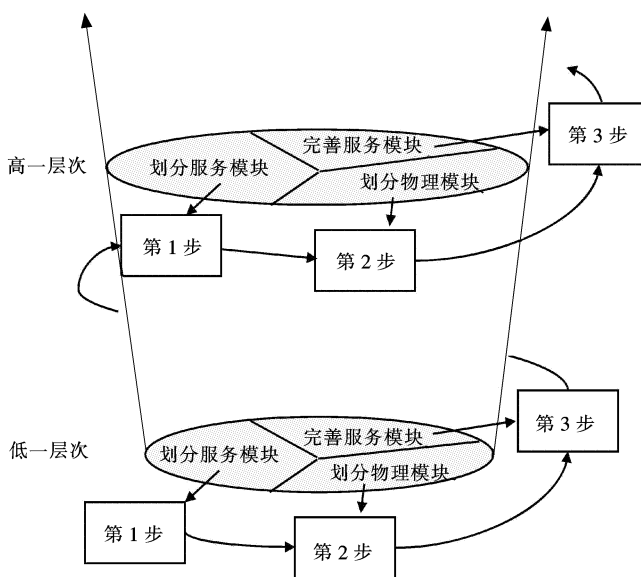 完善服务模块
第 3 步
高一层次
划分服务模块
划分物理模块
第 1 步
第 2 步
完善服务模块
第 3 步
低一层次
划分服务模块
划分物理模块
第 1 步
第 2 步